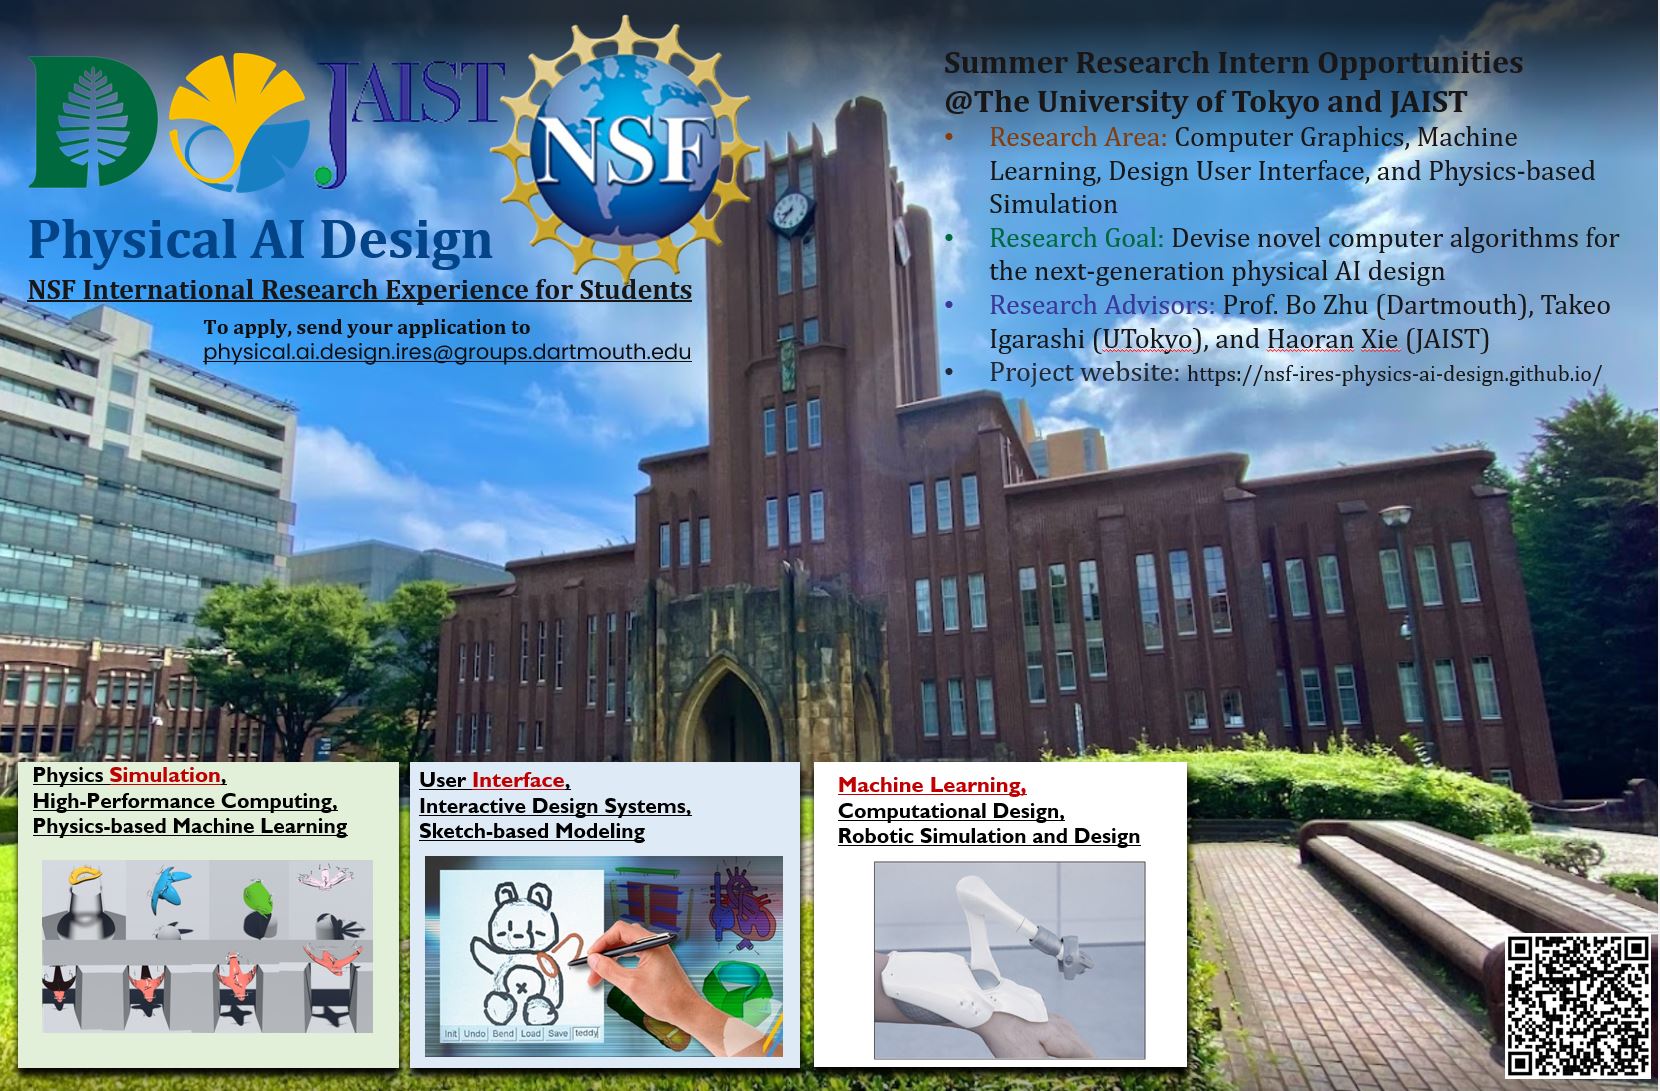 JAIST
NSF
Physical AI Design
NSF International Research Experience for Students
To apply, send your application to
physical.ai.design.ires@groups.dartmouth.edu
Summer Research Intern Opportunities
@The University of Tokyo and JAIST
• Research Area: Computer Graphics, Machine
Learning, Design User Interface, and Physics-based
Simulation
• Research Goal: Devise novel computer algorithms for
the next-generation physical AI design
• Research Advisors: Prof. Bo Zhu (Dartmouth), Takeo
Igarashi (UTokyo), and Haoran Xie (JAIST)
• Project website: https://nsf-ires-physics-ai-design.github.io/
Physics Simulation,
High-Performance Computing,
Physics-based Machine Learning
User Interface,
Interactive Design Systems,
Sketch-based Modeling
Init Undo Bend Load Save teddy
Machine Learning,
Computational Design,
Robotic Simulation and Design